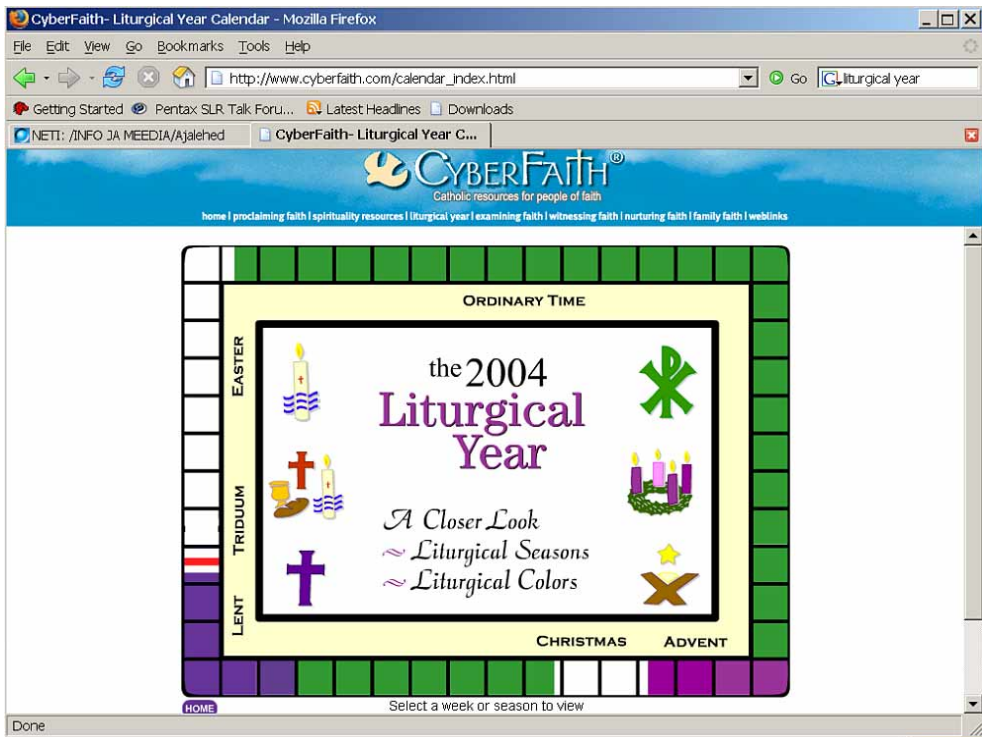 CyberFaith- Liturgical Year Calendar - Mozilla Firefox
File Edit View Go Bookmarks Tools Help
http://www.cyberfaith.com/calendar_index.html Go liturgical year
Getting Started Pentax SLR Talk Foru... Latest Headlines Downloads
NETI: /INFO JA MEEDIA/Ajalehed CyberFaith- Liturgical Year C...
CYBERFAITH®
Catholic resources for people of faith
home | proclaiming faith | spirituality resources | liturgical year | examining faith | witnessing faith | nurturing faith | family faith | weblinks
ORDINARY TIME
EASTER
TRIDUUM
LENT
the 2004
Liturgical
Year
A Closer Look
~ Liturgical Seasons
~ Liturgical Colors
CHRISTMAS ADVENT
HOME
Select a week or season to view
Done